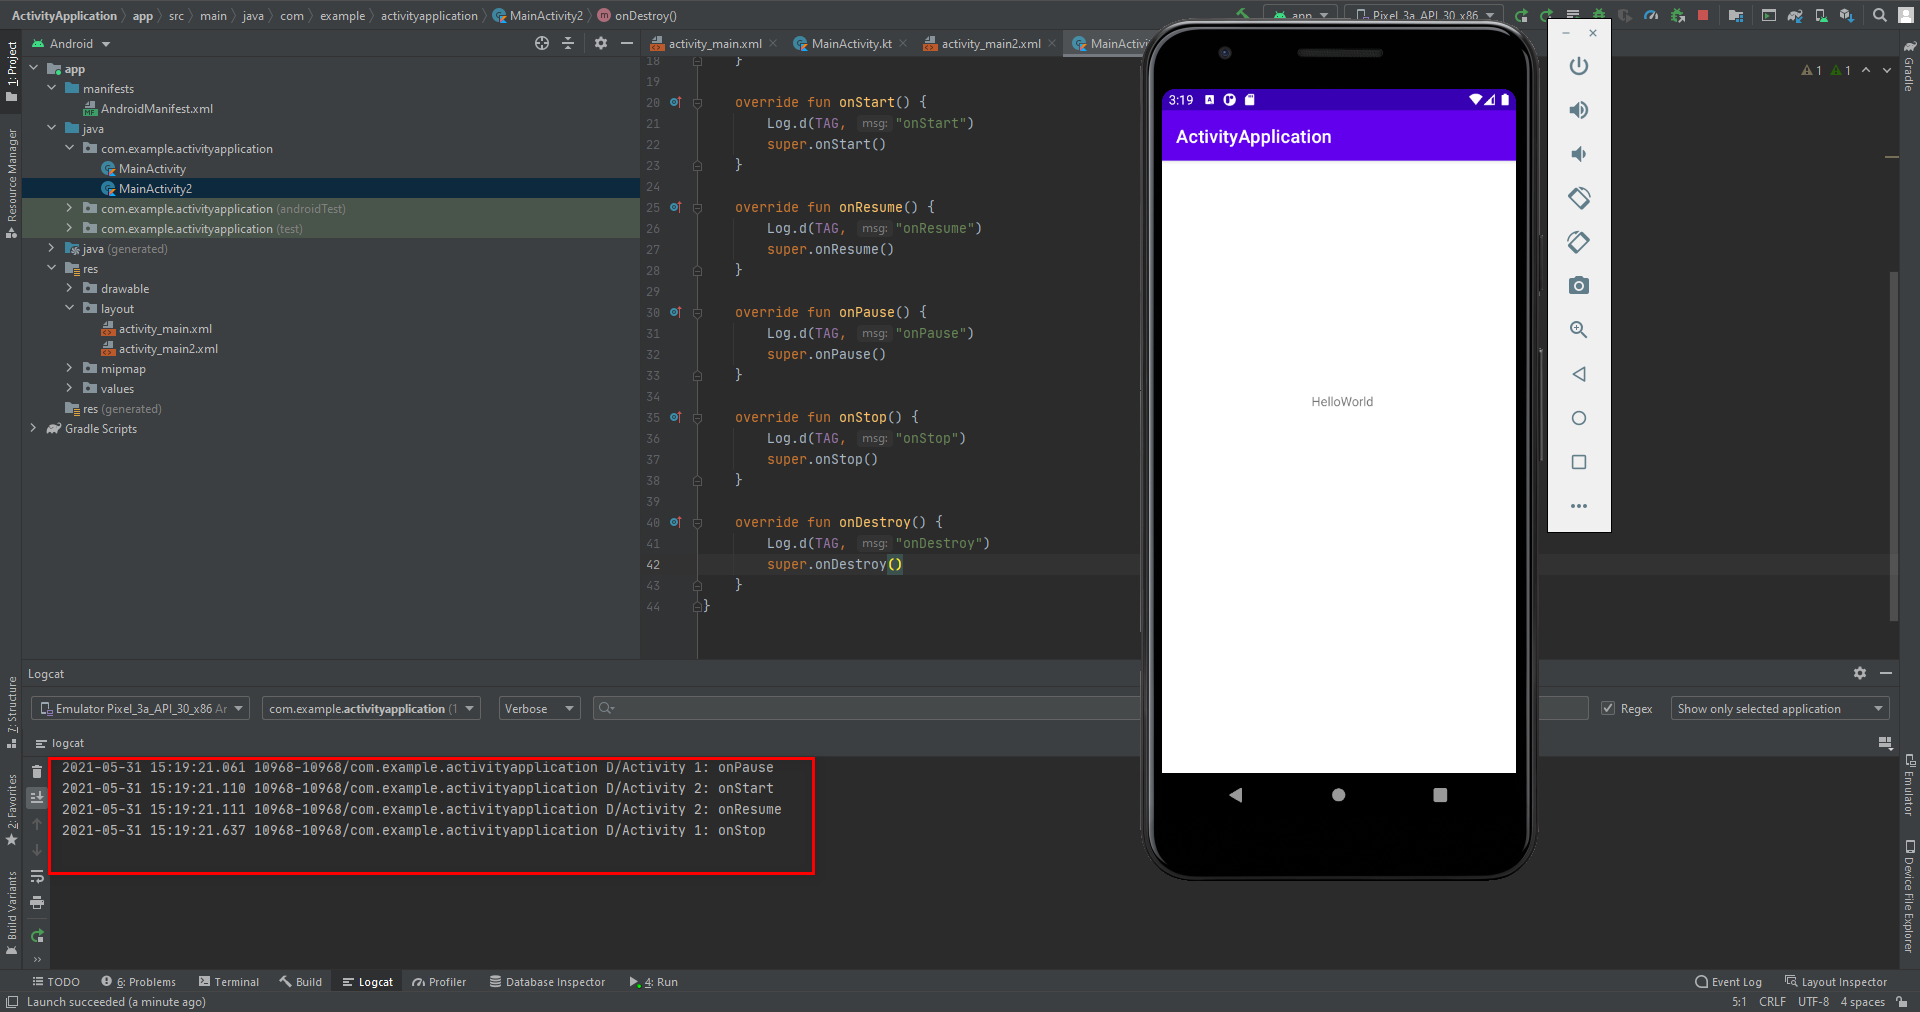 ActivityApplication app src main java com example activityapplication MainActivity2 onDestroy()
app Pixel_3a_API_30_x86
Android
activity_main.xml MainActivity.kt activity_main2.xml MainActivi
1: Project
Resource Manager
7: Structure
2: Favorites
Build Variants
app
manifests
AndroidManifest.xml
java
com.example.activityapplication
MainActivity
MainActivity2
com.example.activityapplication (androidTest)
com.example.activityapplication (test)
java (generated)
res
drawable
layout
activity_main.xml
activity_main2.xml
mipmap
values
res (generated)
Gradle Scripts
18 }
19
20 override fun onStart() {
21 Log.d(TAG, msg: "onStart")
22 super.onStart()
23 }
24
25 override fun onResume() {
26 Log.d(TAG, msg: "onResume")
27 super.onResume()
28 }
29
30 override fun onPause() {
31 Log.d(TAG, msg: "onPause")
32 super.onPause()
33 }
34
35 override fun onStop() {
36 Log.d(TAG, msg: "onStop")
37 super.onStop()
38 }
39
40 override fun onDestroy() {
41 Log.d(TAG, msg: "onDestroy")
42 super.onDestroy()
43 }
44 }
1 1
3:19
ActivityApplication
HelloWorld
Gradle
Emulator
Device File Explorer
Logcat
Emulator Pixel_3a_API_30_x86 Ar com.example.activityapplication (1 Verbose Regex Show only selected application
logcat
2021-05-31 15:19:21.061 10968-10968/com.example.activityapplication D/Activity 1: onPause
2021-05-31 15:19:21.110 10968-10968/com.example.activityapplication D/Activity 2: onStart
2021-05-31 15:19:21.111 10968-10968/com.example.activityapplication D/Activity 2: onResume
2021-05-31 15:19:21.637 10968-10968/com.example.activityapplication D/Activity 1: onStop
TODO 6: Problems Terminal Build Logcat Profiler Database Inspector 4: Run Event Log Layout Inspector
Launch succeeded (a minute ago) 5:1 CRLF UTF-8 4 spaces